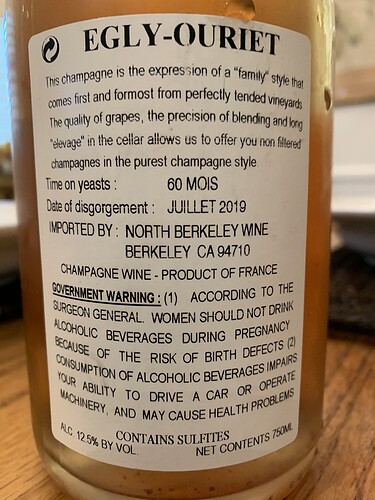 EGLY-OURIET
This champagne is the expression of a "family" style that
comes first and formost from perfectly tended vineyards
The quality of grapes, the precision of blending and long
"elevage" in the cellar allows us to offer you non filtered
champagnes in the purest champagne style
Time on yeasts : 60 MOIS
Date of disgorgement : JUILLET 2019
IMPORTED BY : NORTH BERKELEY WINE
BERKELEY CA 94710
CHAMPAGNE WINE - PRODUCT OF FRANCE
GOVERNMENT WARNING : (1) ACCORDING TO THE
SURGEON GENERAL. WOMEN SHOULD NOT DRINK
ALCOHOLIC BEVERAGES DURING PREGNANCY
BECAUSE OF THE RISK OF BIRTH DEFECTS (2)
CONSUMPTION OF ALCOHOLIC BEVERAGES IMPAIRS
YOUR ABILITY TO DRIVE A CAR OR OPERATE
MACHINERY, AND MAY CAUSE HEALTH PROBLEMS
CONTAINS SULFITES
ALC. 12.5% BY VOL. NET CONTENTS 750ML